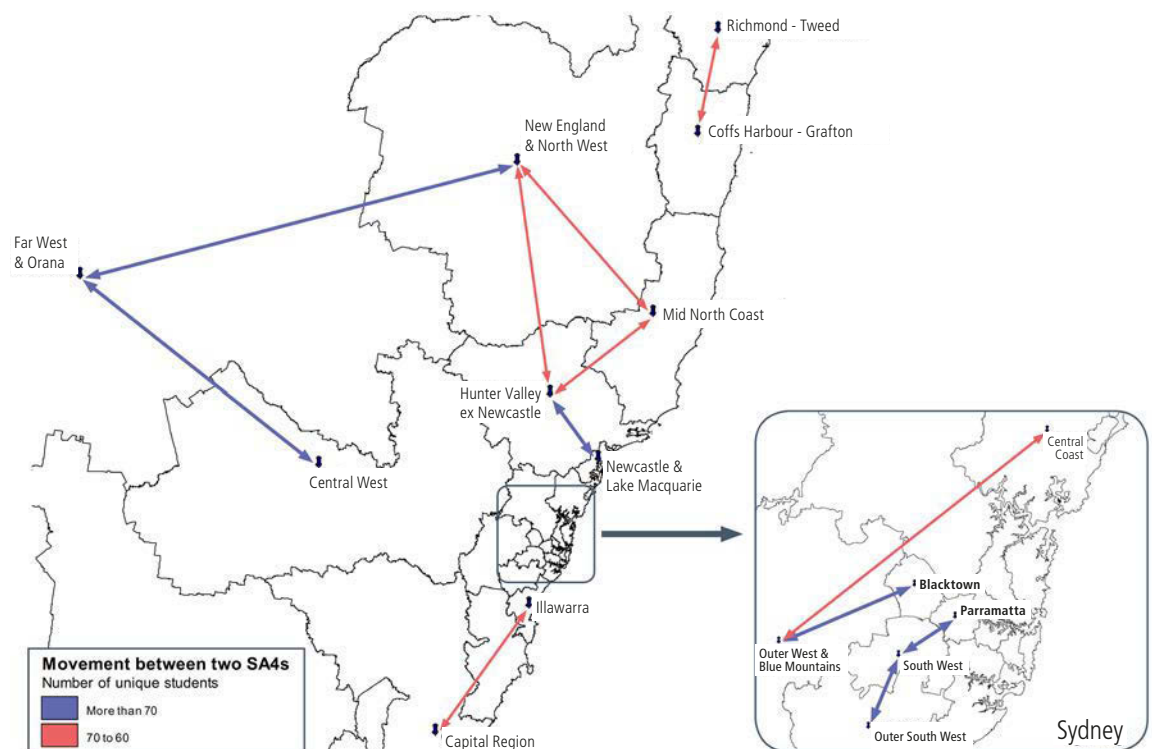 Richmond - Tweed
Coffs Harbour - Grafton
New England
& North West
Far West
& Orana
Mid North Coast
Hunter Valley
ex Newcastle
Newcastle &
Lake Macquarie
Central West
Illawarra
Capital Region
Movement between two SA4s
Number of unique students
More than 70
70 to 60
Central
Coast
Blacktown
Parramatta
Outer West &
Blue Mountains
South West
Outer South West
Sydney